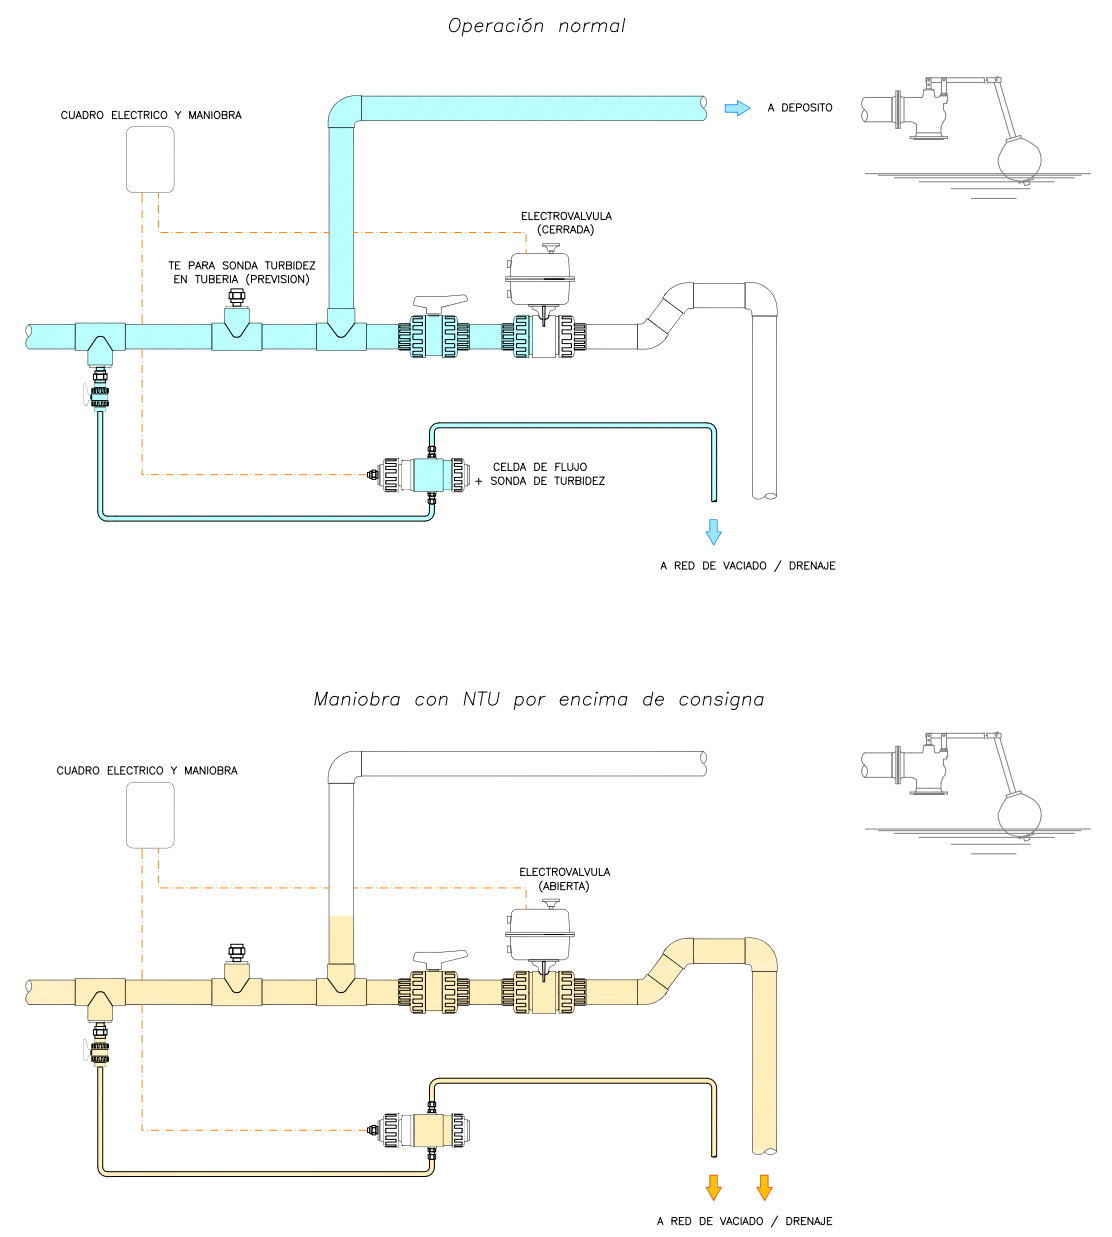 Operación normal
CUADRO ELECTRICO Y MANIOBRA
A DEPOSITO
ELECTROVALVULA
(CERRADA)
TE PARA SONDA TURBIDEZ
EN TUBERIA (PREVISION)
CELDA DE FLUJO
+ SONDA DE TURBIDEZ
A RED DE VACIADO / DRENAJE
Maniobra con NTU por encima de consigna
CUADRO ELECTRICO Y MANIOBRA
ELECTROVALVULA
(ABIERTA)
A RED DE VACIADO / DRENAJE